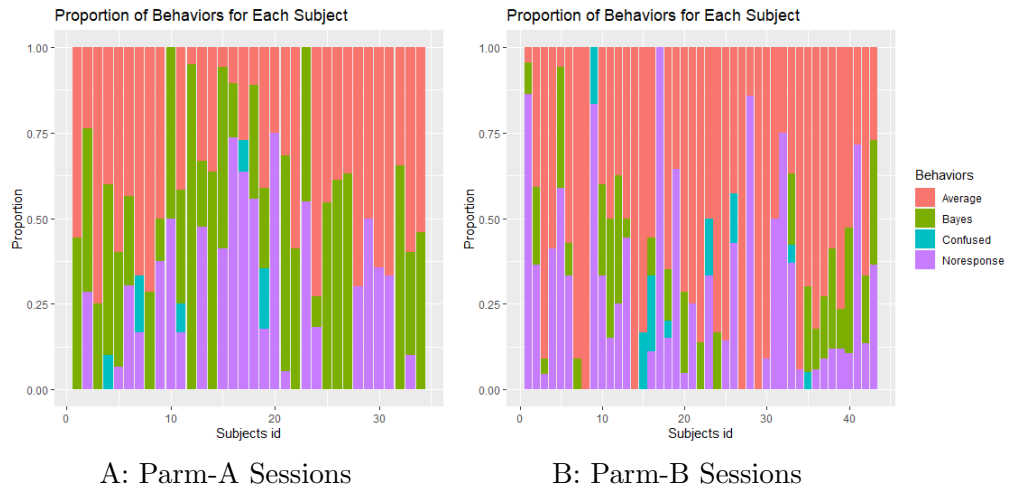 Proportion of Behaviors for Each Subject
1.00
0.75
0.50
0.25
0.00
Proportion
0
10
20
30
Subjects id
A: Parm-A Sessions
Proportion of Behaviors for Each Subject
1.00
0.75
0.50
0.25
0.00
Proportion
0
10
20
30
40
Subjects id
B: Parm-B Sessions
Behaviors
Average
Bayes
Confused
Noresponse